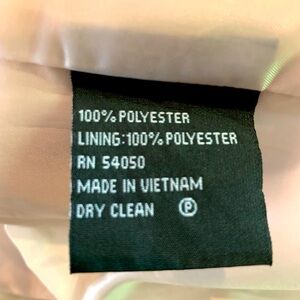 100% POLYESTER
LINING:100% POLYESTER
RN 54050
MADE IN VIETNAM
DRY CLEAN Ⓟ